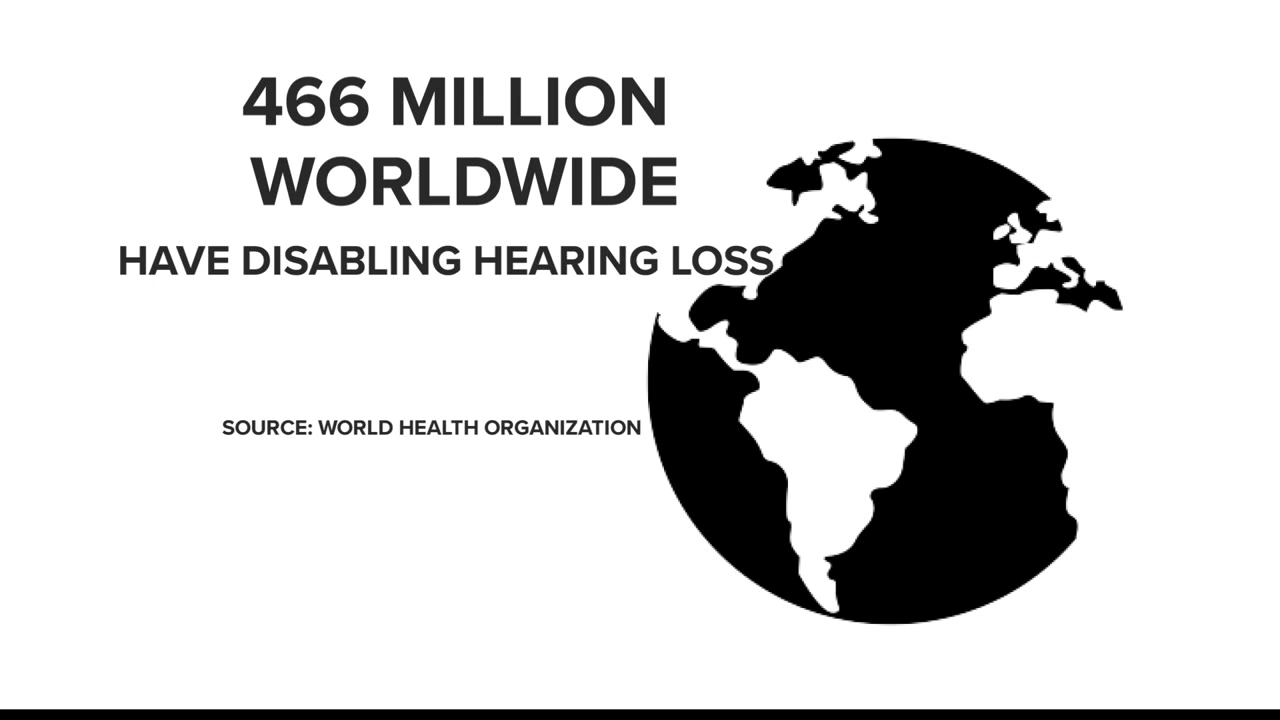 466 MILLION
WORLDWIDE
HAVE DISABLING HEARING LOSS
SOURCE: WORLD HEALTH ORGANIZATION